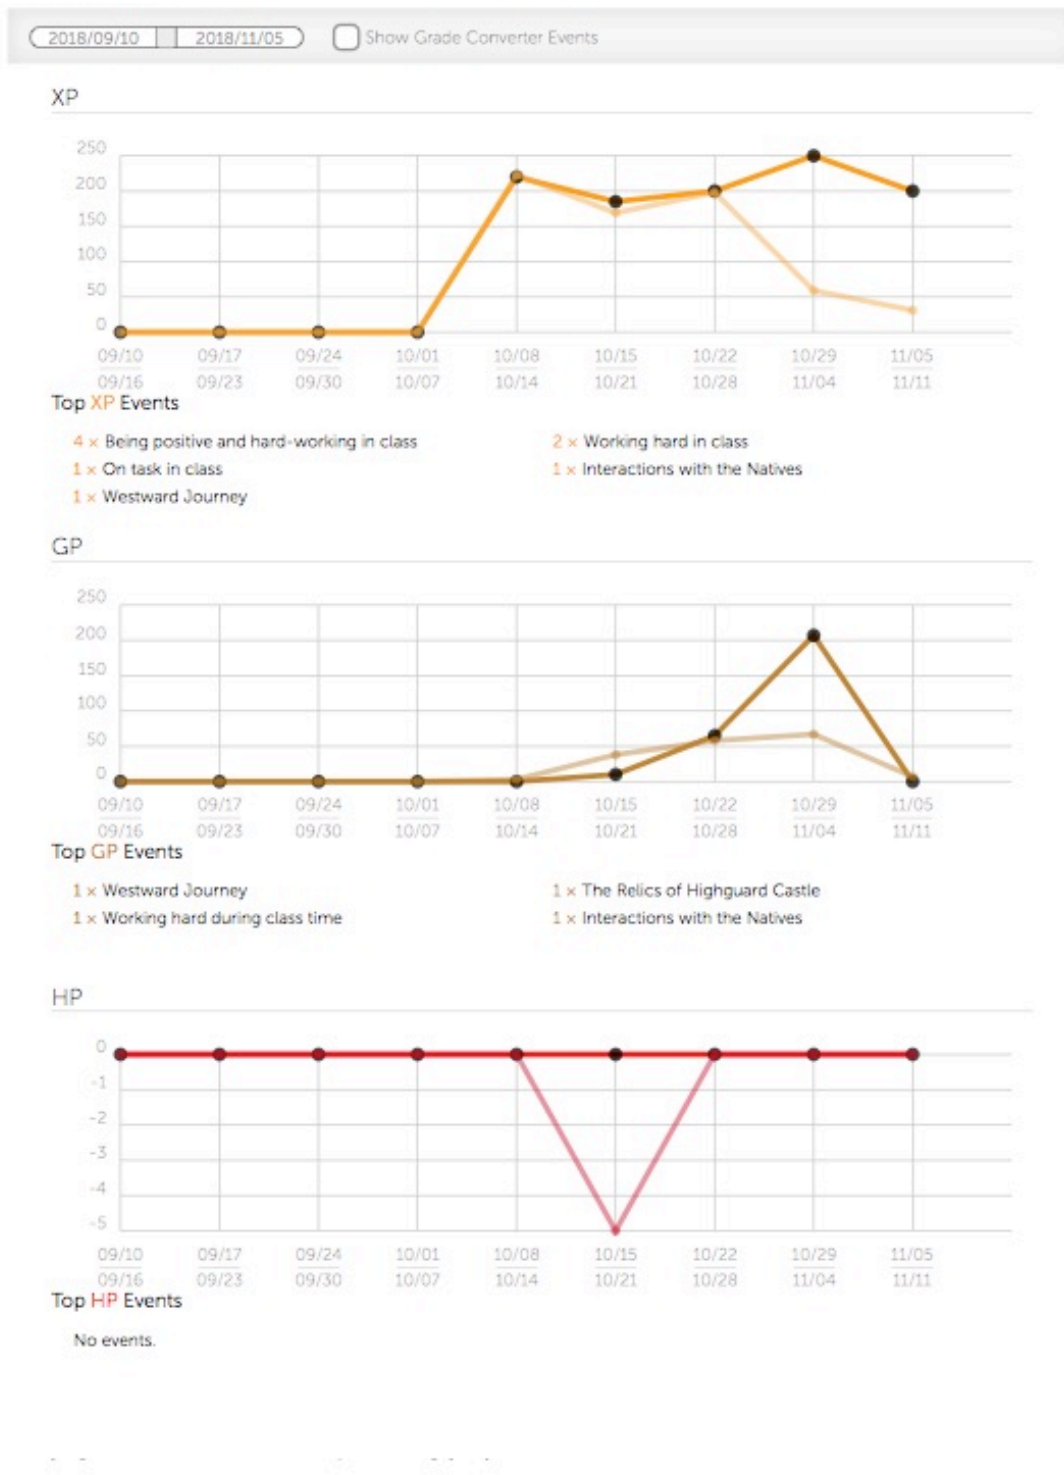 2018/09/10 2018/11/05 Show Grade Converter Events
XP
250
200
150
100
50
0
09/10 09/17 09/24 10/01 10/08 10/15 10/22 10/29 11/05
09/16 09/23 09/30 10/07 10/14 10/21 10/28 11/04 11/11
Top XP Events
4 × Being positive and hard-working in class 2 × Working hard in class
1 × On task in class 1 × Interactions with the Natives
1 × Westward Journey
GP
250
200
150
100
50
0
09/10 09/17 09/24 10/01 10/08 10/15 10/22 10/29 11/05
09/16 09/23 09/30 10/07 10/14 10/21 10/28 11/04 11/11
Top GP Events
1 × Westward Journey 1 × The Relics of Highguard Castle
1 × Working hard during class time 1 × Interactions with the Natives
HP
0
-1
-2
-3
-4
-5
09/10 09/17 09/24 10/01 10/08 10/15 10/22 10/29 11/05
09/16 09/23 09/30 10/07 10/14 10/21 10/28 11/04 11/11
Top HP Events
No events.